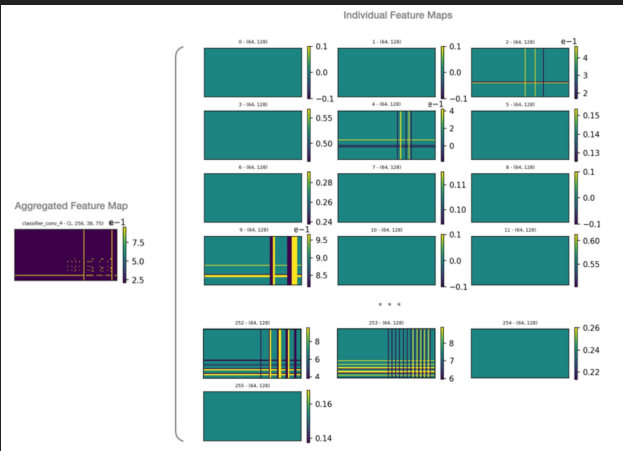 Individual Feature Maps
0 - (64, 128)
1 - (64, 128)
2 - (64, 128)
e−1
0.1
0.0
−0.1
0.1
0.0
−0.1
4
3
2
3 - (64, 128)
4 - (64, 128)
e−1
5 - (64, 128)
0.55
0.50
4
2
0
0.15
0.14
0.13
6 - (64, 128)
7 - (64, 128)
8 - (64, 128)
0.28
0.26
0.24
0.11
0.10
0.1
0.0
−0.1
Aggregated Feature Map
classifier_conv_4 - (1, 256, 38, 75)
e−1
7.5
5.0
2.5
9 - (64, 128)
e−1
10 - (64, 128)
11 - (64, 128)
9.5
9.0
8.5
0.1
0.0
−0.1
0.60
0.55
* * *
252 - (64, 128)
253 - (64, 128)
254 - (64, 128)
8
6
4
8
7
6
0.26
0.24
0.22
255 - (64, 128)
0.16
0.14